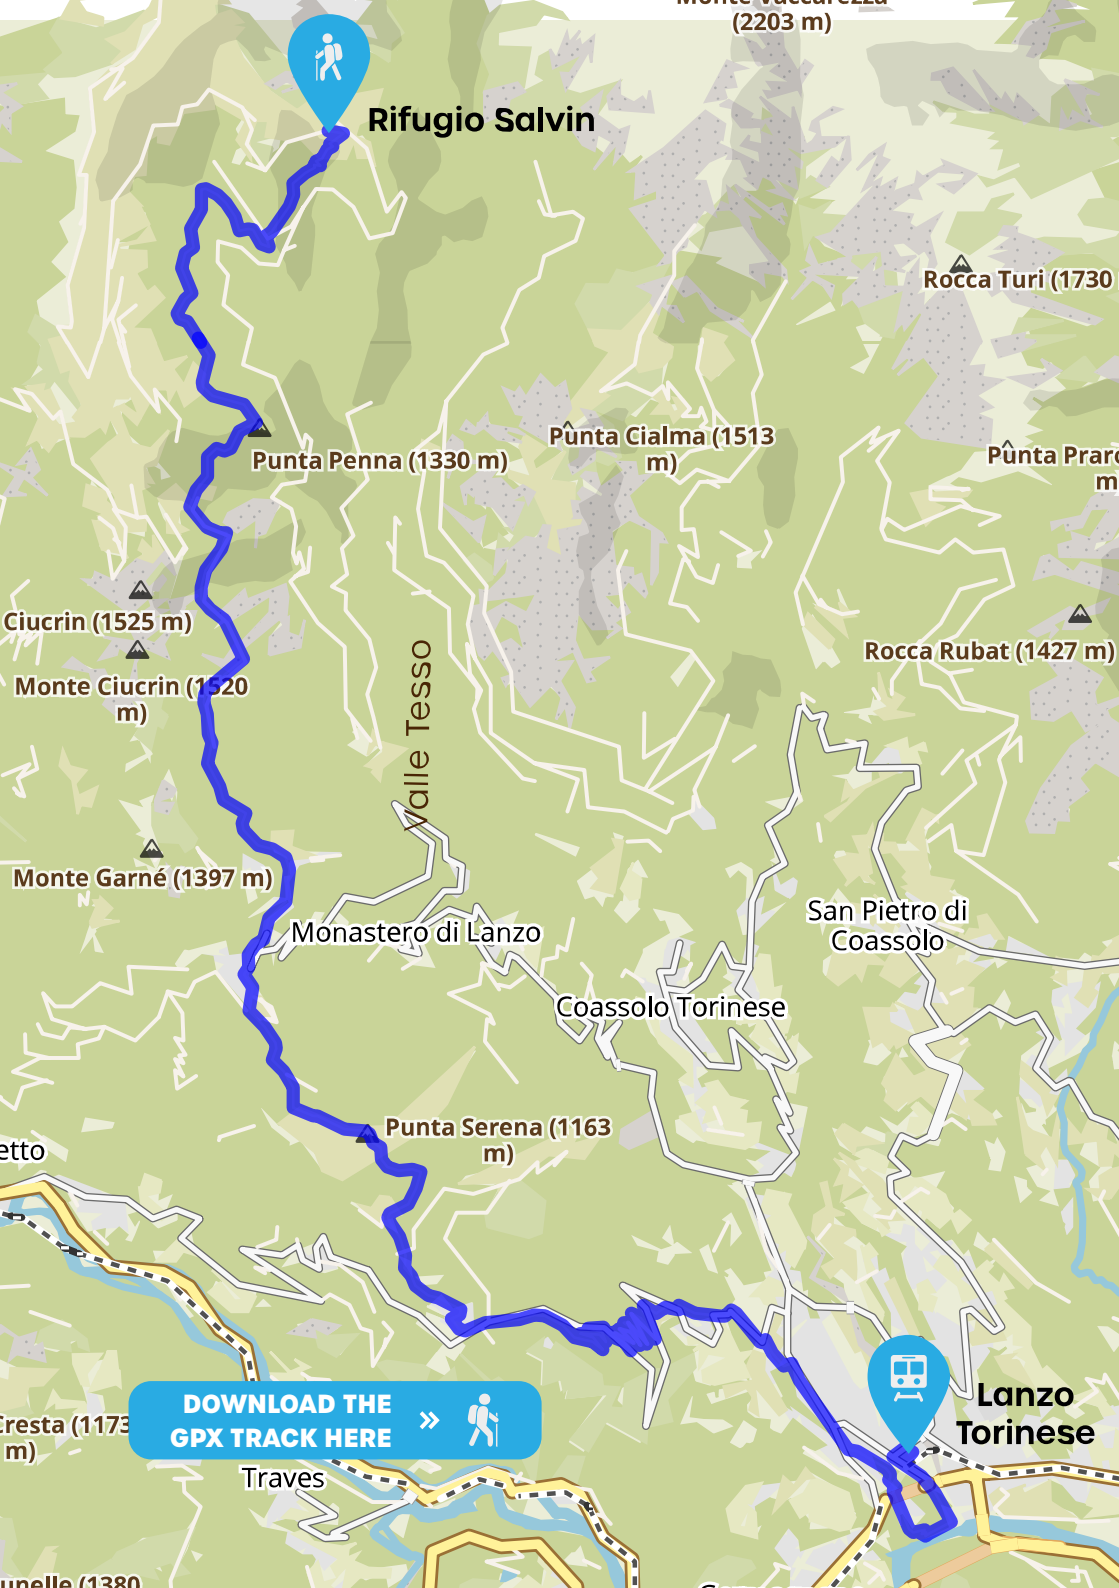 (2203 m)
Rifugio Salvin
Rocca Turi (1730
Punta Cialma (1513
m)
Punta Penna (1330 m)
Punta
m
Ciucrin (1525 m)
Monte Ciucrin (1520
m)
Valle Tesso
Rocca Rubat (1427 m)
Monte Garné (1397 m)
Monastero di Lanzo
San Pietro di
Coassolo
Coassolo Torinese
Punta Serena (1163
m)
etto
DOWNLOAD THE
GPX TRACK HERE
»
Cresta (1173
m)
Traves
Lanzo
Torinese
unelle (1380